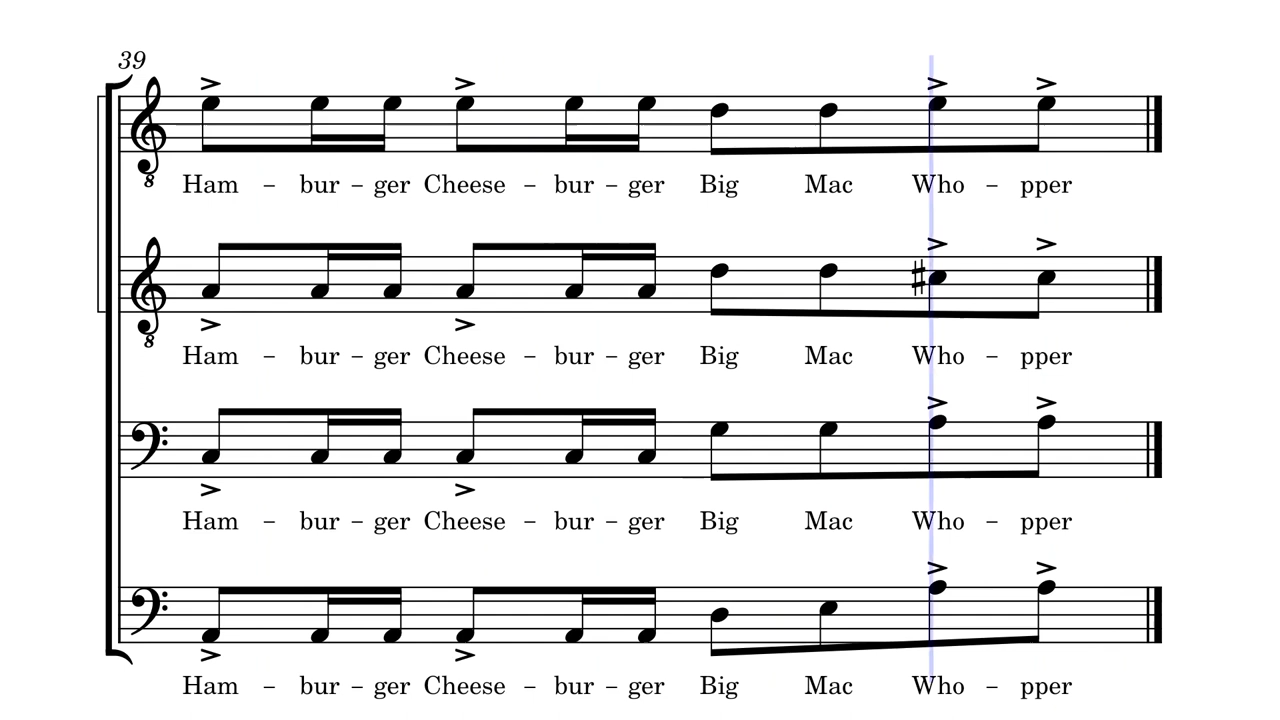 39
8
Ham – bur – ger Cheese – bur – ger Big Mac Who – pper
8
Ham – bur – ger Cheese – bur – ger Big Mac Who – pper
Ham – bur – ger Cheese – bur – ger Big Mac Who – pper
Ham – bur – ger Cheese – bur – ger Big Mac Who – pper